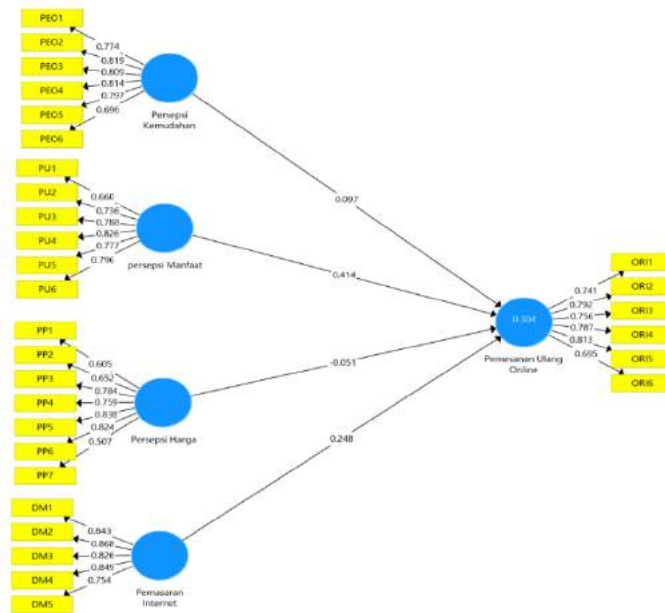 PEO1
PEO2
PEO3
PEO4
PEO5
PEO6
0.774
0.819
0.809
0.814
0.797
0.696
Persepsi
Kemudahan
0.097
PU1
PU2
PU3
PU4
PU5
PU6
0.660
0.736
0.788
0.826
0.777
0.796
persepsi Manfaat
0.414
PP1
PP2
PP3
PP4
PP5
PP6
PP7
0.605
0.652
0.784
0.759
0.838
0.824
0.507
Persepsi Harga
-0.051
DM1
DM2
DM3
DM4
DM5
0.843
0.868
0.826
0.849
0.754
Pemasaran
Internet
0.248
0.304
Pemesanan Ulang
Online
0.741
0.792
0.756
0.787
0.813
0.695
ORI1
ORI2
ORI3
ORI4
ORI5
ORI6